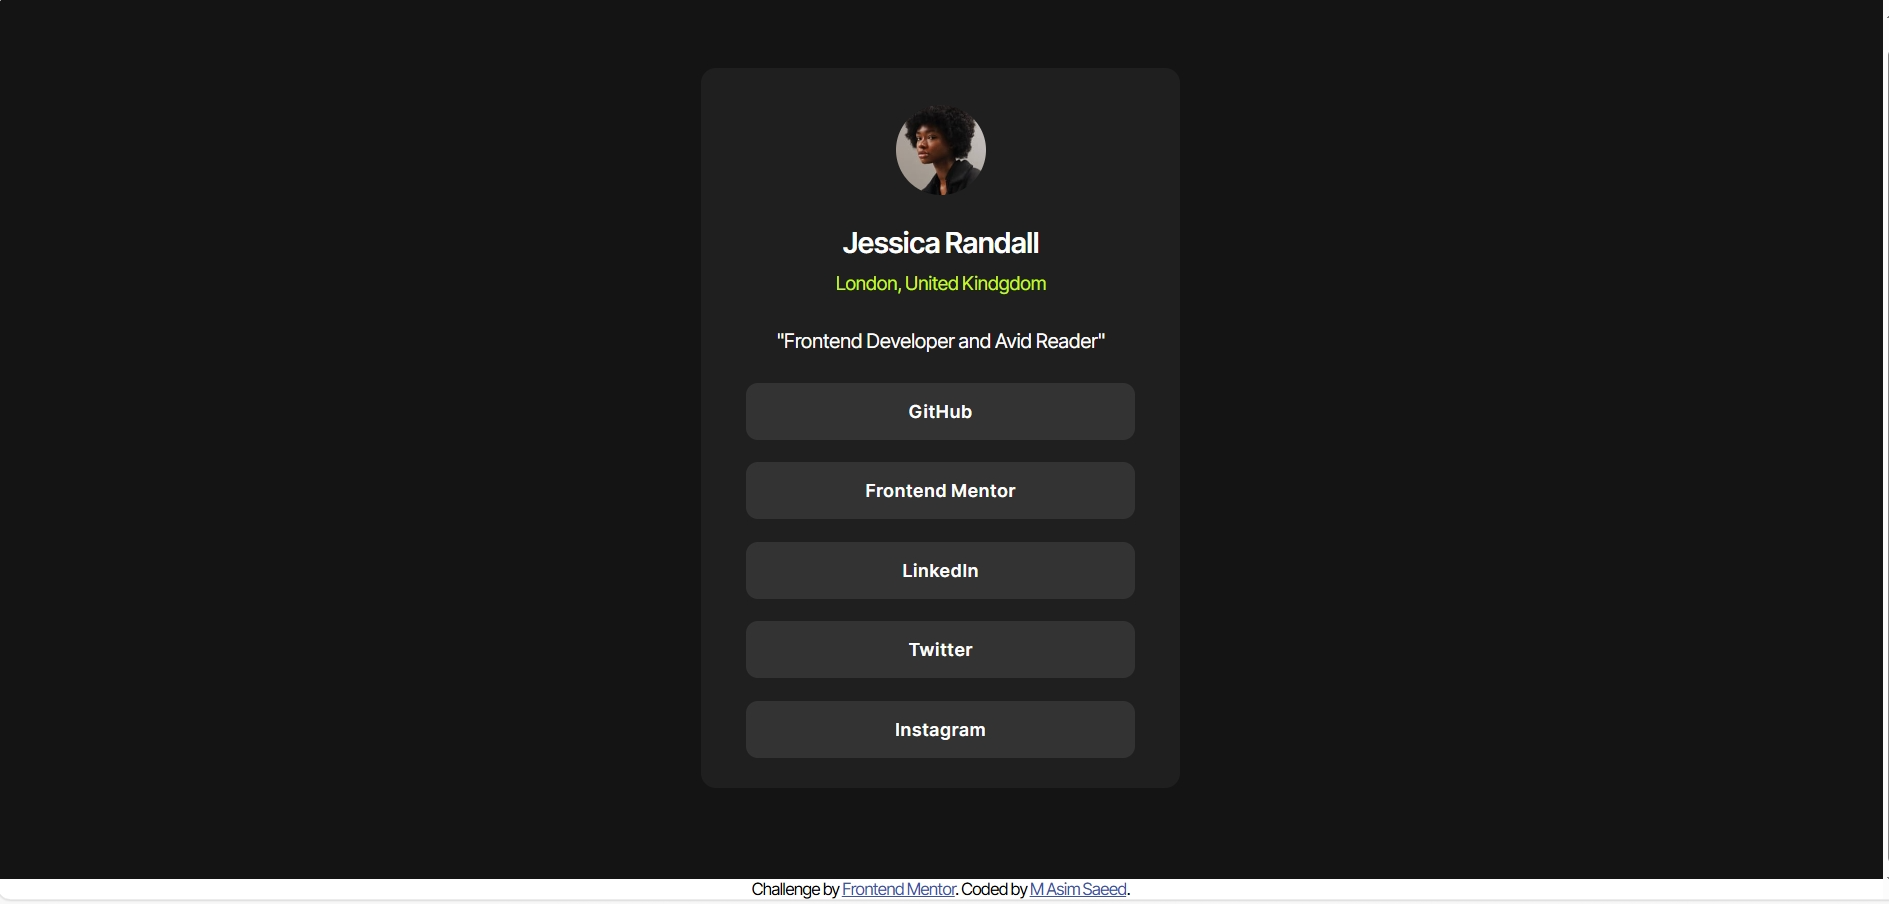 Jessica Randall
London, United Kindgdom
"Frontend Developer and Avid Reader"
GitHub
Frontend Mentor
LinkedIn
Twitter
Instagram
Challenge by Frontend Mentor. Coded by M Asim Saeed.